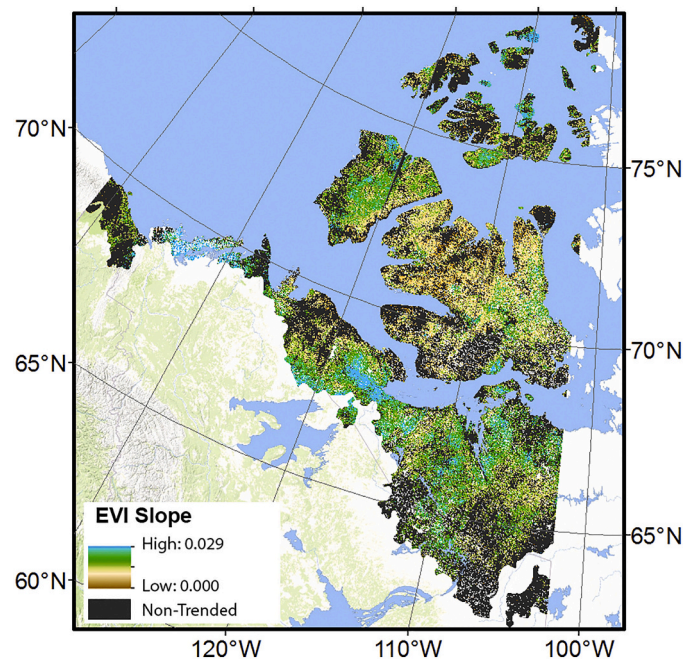 70°N
75°N
65°N
70°N
EVI Slope
High: 0.029
Low: 0.000
Non-Trended
65°N
60°N
120°W
110°W
100°W